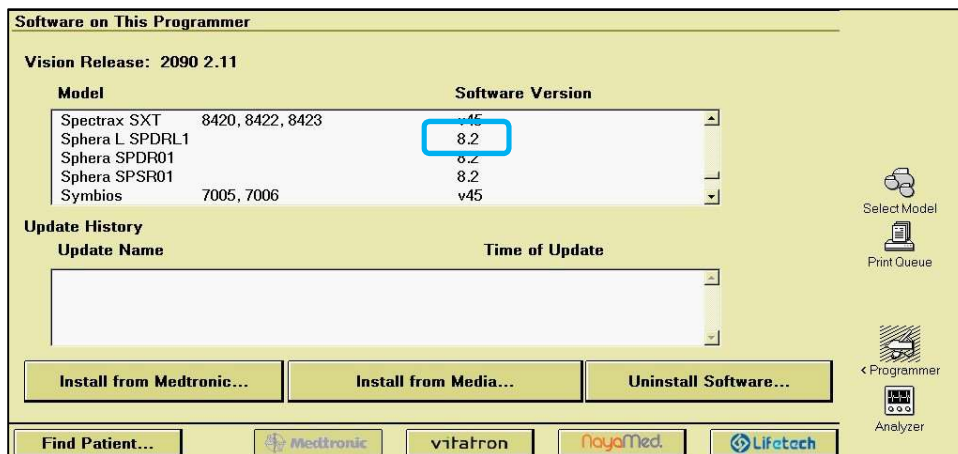 Software on This Programmer
Vision Release: 2090 2.11
Model Software Version
Spectrax SXT 8420, 8422, 8423 v45
Sphera L SPDRL1 8.2
Sphera SPDR01 8.2
Sphera SPSR01 8.2
Symbios 7005, 7006 v45
Select Model
Update History
Update Name Time of Update
Print Queue
Install from Medtronic... Install from Media... Uninstall Software...
< Programmer
Analyzer
Find Patient... Medtronic vitatron NayaMed. Lifetech